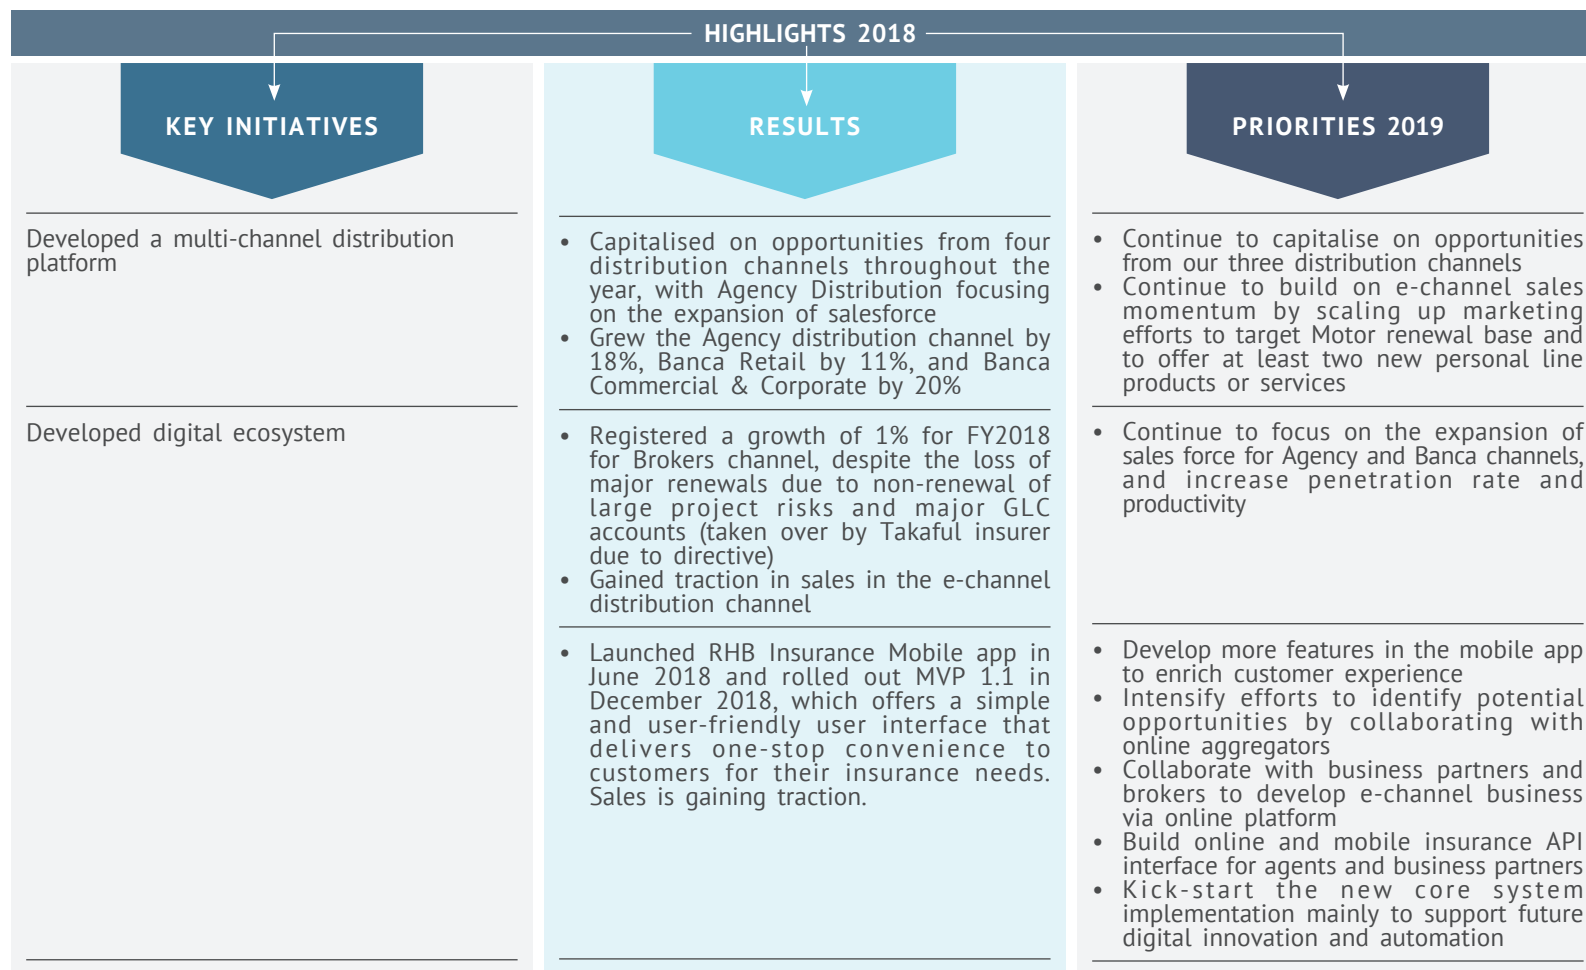 HIGHLIGHTS 2018
KEY INITIATIVES
Developed a multi-channel distribution
platform
Developed digital ecosystem
RESULTS
• Capitalised on opportunities from four
distribution channels throughout the
year, with Agency Distribution focusing
on the expansion of salesforce
• Grew the Agency distribution channel by
18%, Banca Retail by 11%, and Banca
Commercial & Corporate by 20%
• Registered a growth of 1% for FY2018
for Brokers channel, despite the loss of
major renewals due to non-renewal of
large project risks and major GLC
accounts (taken over by Takaful insurer
due to directive)
• Gained traction in sales in the e-channel
distribution channel
• Launched RHB Insurance Mobile app in
June 2018 and rolled out MVP 1.1 in
December 2018, which offers a simple
and user-friendly user interface that
delivers one-stop convenience to
customers for their insurance needs.
Sales is gaining traction.
PRIORITIES 2019
• Continue to capitalise on opportunities
from our three distribution channels
• Continue to build on e-channel sales
momentum by scaling up marketing
efforts to target Motor renewal base and
to offer at least two new personal line
products or services
• Continue to focus on the expansion of
sales force for Agency and Banca channels,
and increase penetration rate and
productivity
• Develop more features in the mobile app
to enrich customer experience
• Intensify efforts to identify potential
opportunities by collaborating with
online aggregators
• Collaborate with business partners and
brokers to develop e-channel business
via online platform
• Build online and mobile insurance API
interface for agents and business partners
• Kick-start the new core system
implementation mainly to support future
digital innovation and automation